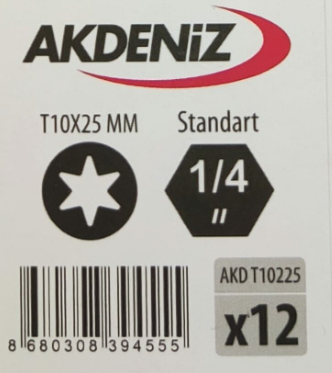 AKDENİZ
T10X25 MM Standart
1/4
"
AKD T10225
x12
8 680308 394555